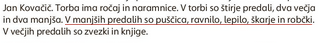 Jan Kovačič. Torba ima ročaj in naramnice. V torbi so štirje predali, dva večja
in dva manjša. V manjših predalih so puščica, ravnilo, lepilo, škarje in robčki.
V večjih predalih so zvezki in knjige.